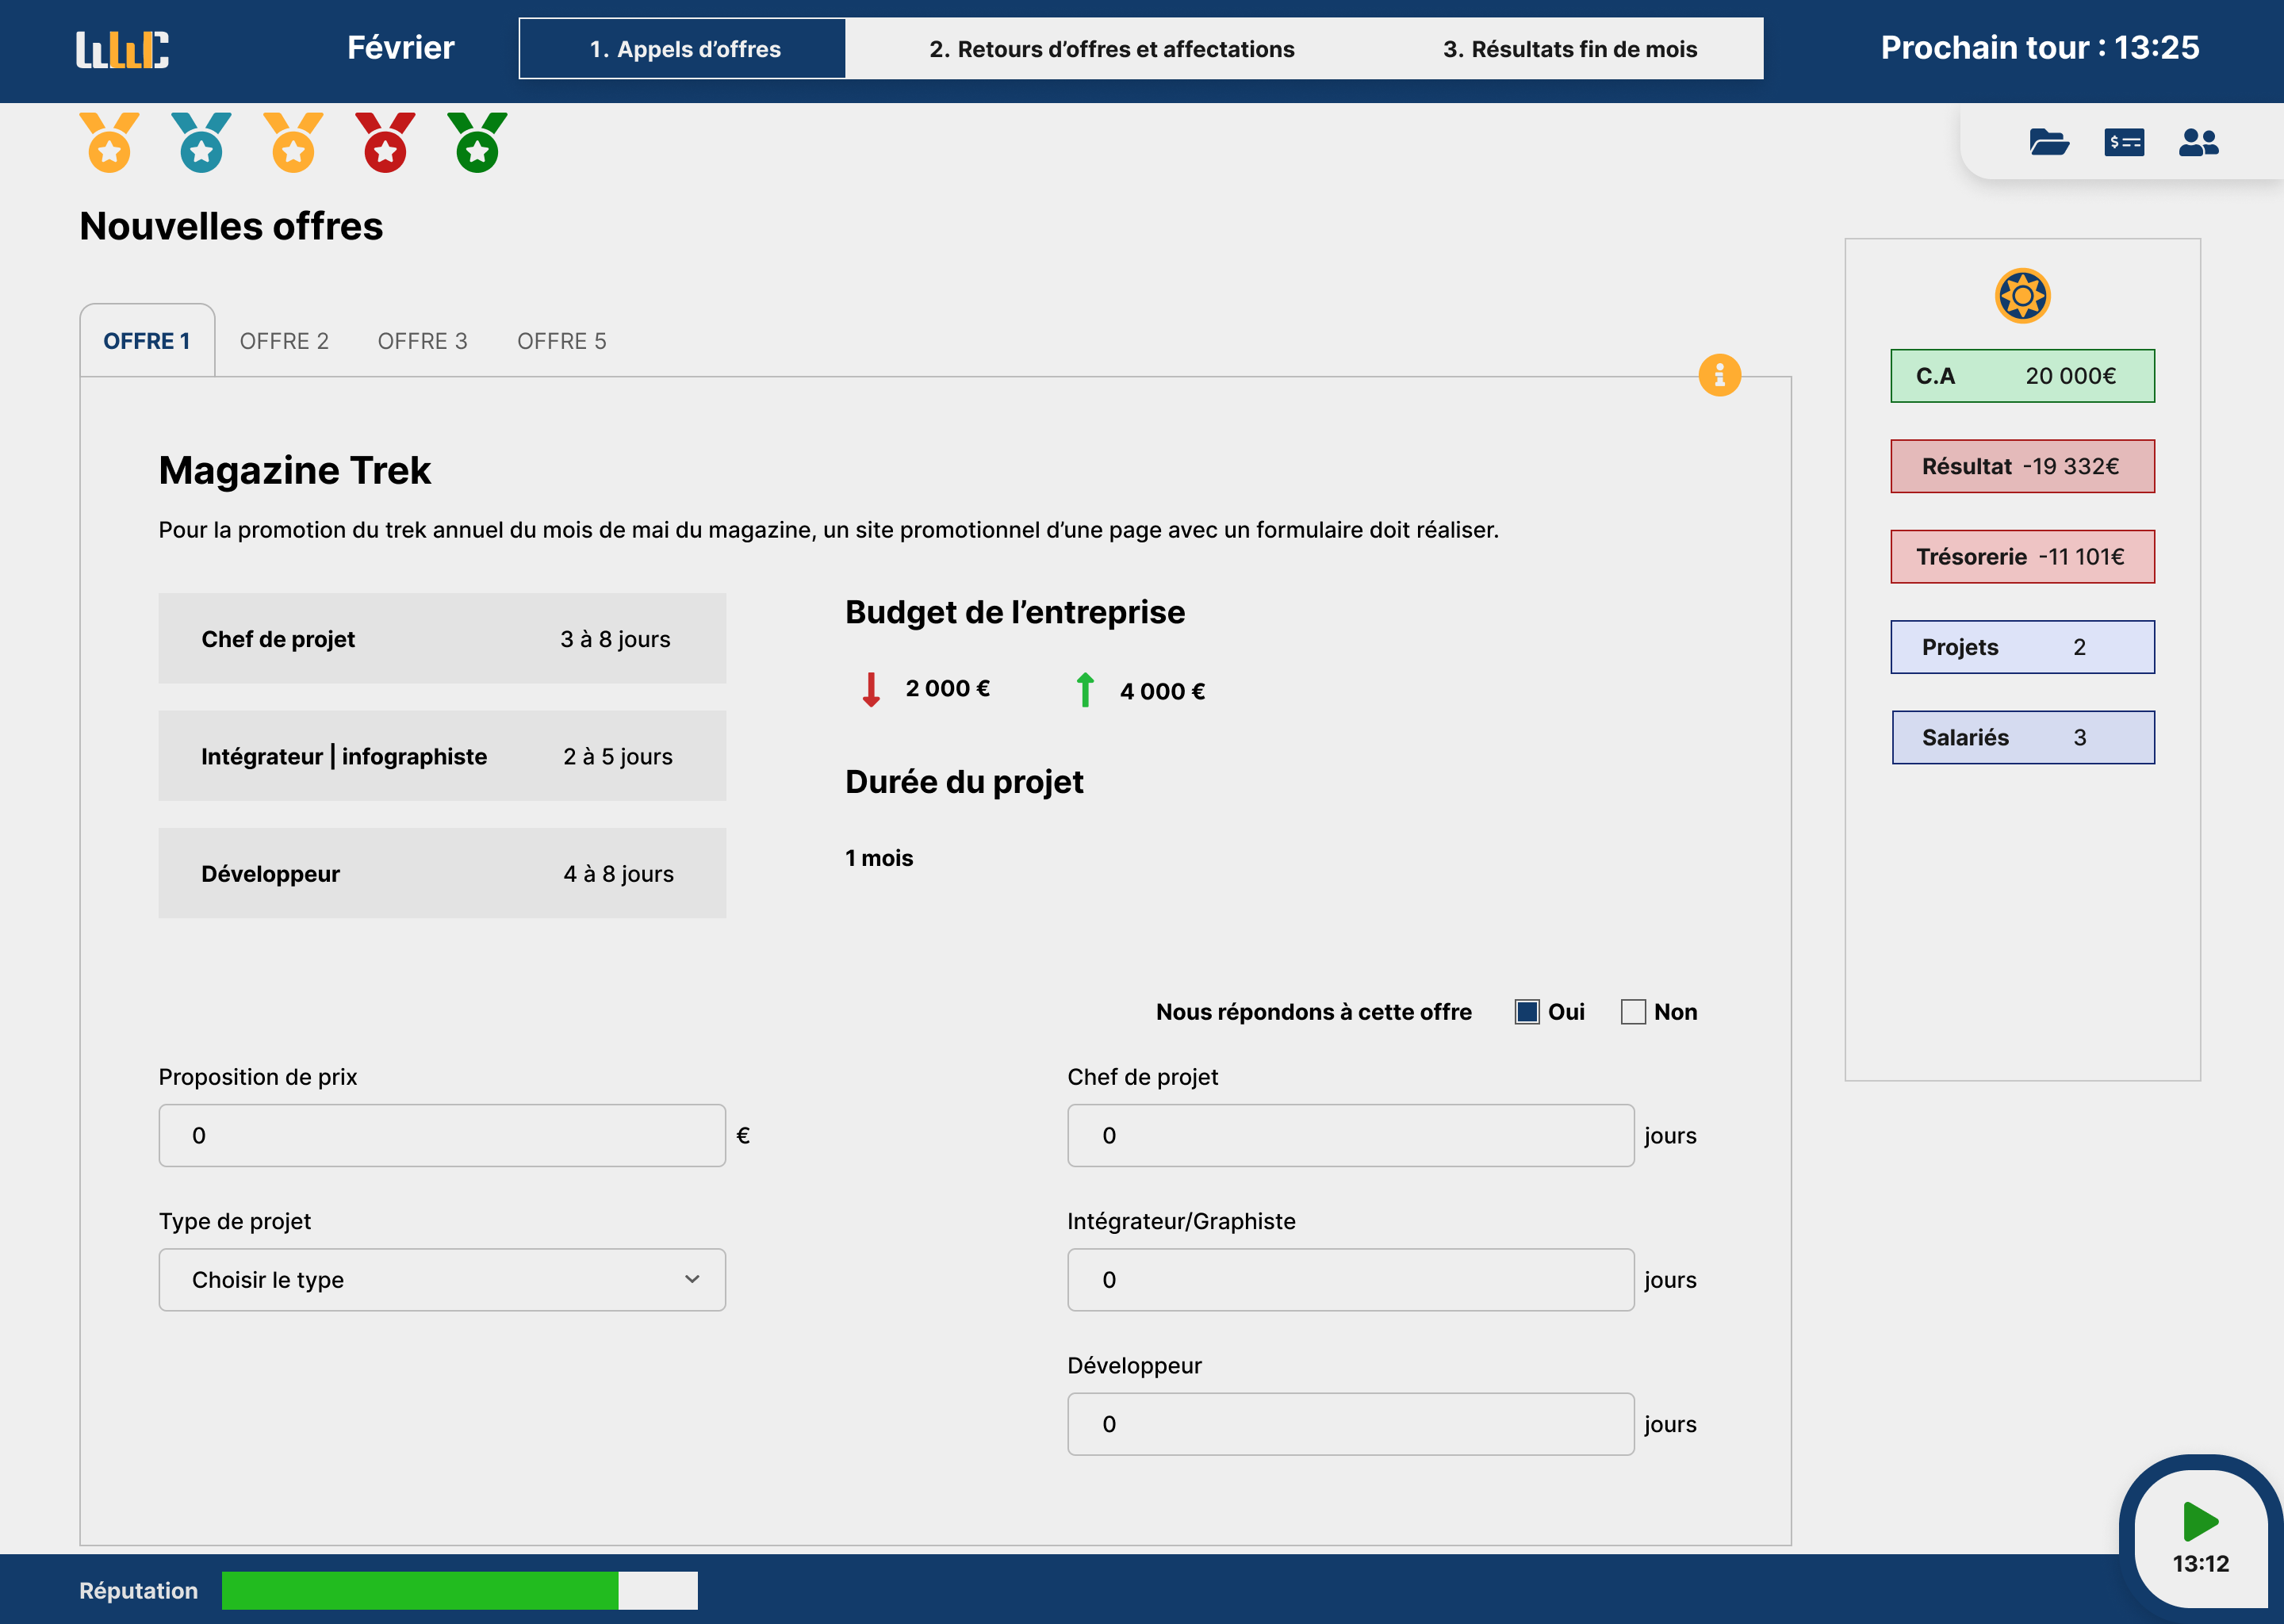 Février
1. Appels d’offres
2. Retours d’offres et affectations
3. Résultats fin de mois
Prochain tour : 13:25
Nouvelles offres
OFFRE 1
OFFRE 2
OFFRE 3
OFFRE 5
Magazine Trek
Pour la promotion du trek annuel du mois de mai du magazine, un site promotionnel d’une page avec un formulaire doit réaliser.
Chef de projet 3 à 8 jours
Intégrateur | infographiste 2 à 5 jours
Développeur 4 à 8 jours
Budget de l’entreprise
2 000 €
4 000 €
Durée du projet
1 mois
Nous répondons à cette offre
Oui
Non
Proposition de prix
0 €
Type de projet
Choisir le type
Chef de projet
0 jours
Intégrateur/Graphiste
0 jours
Développeur
0 jours
C.A 20 000€
Résultat -19 332€
Trésorerie -11 101€
Projets 2
Salariés 3
Réputation
13:12